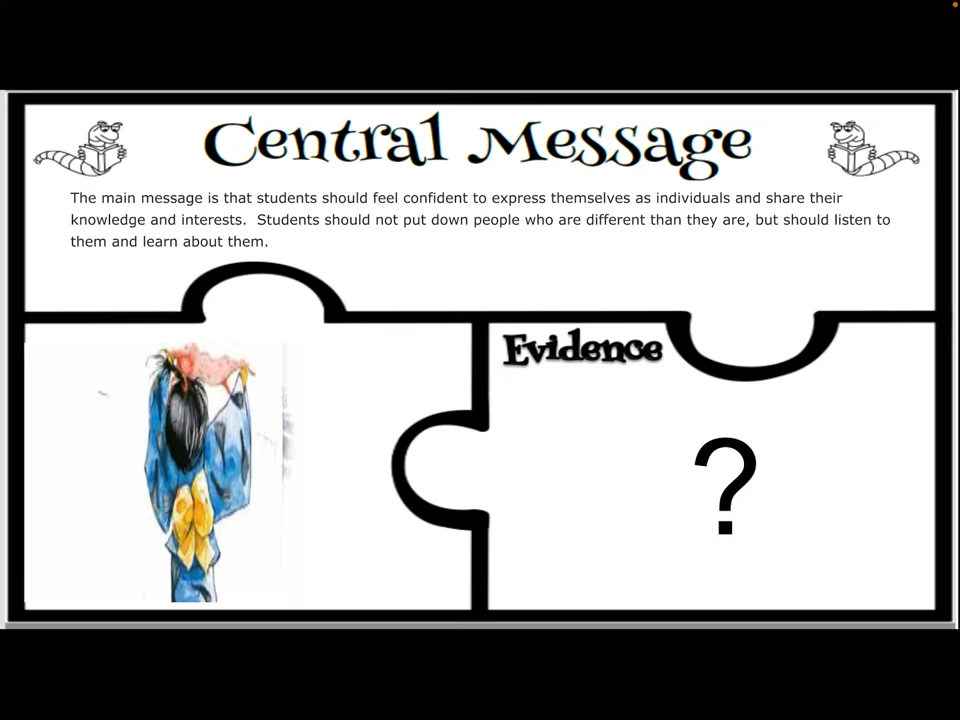 Central Message
The main message is that students should feel confident to express themselves as individuals and share their
knowledge and interests.  Students should not put down people who are different than they are, but should listen to
them and learn about them.
Evidence
?